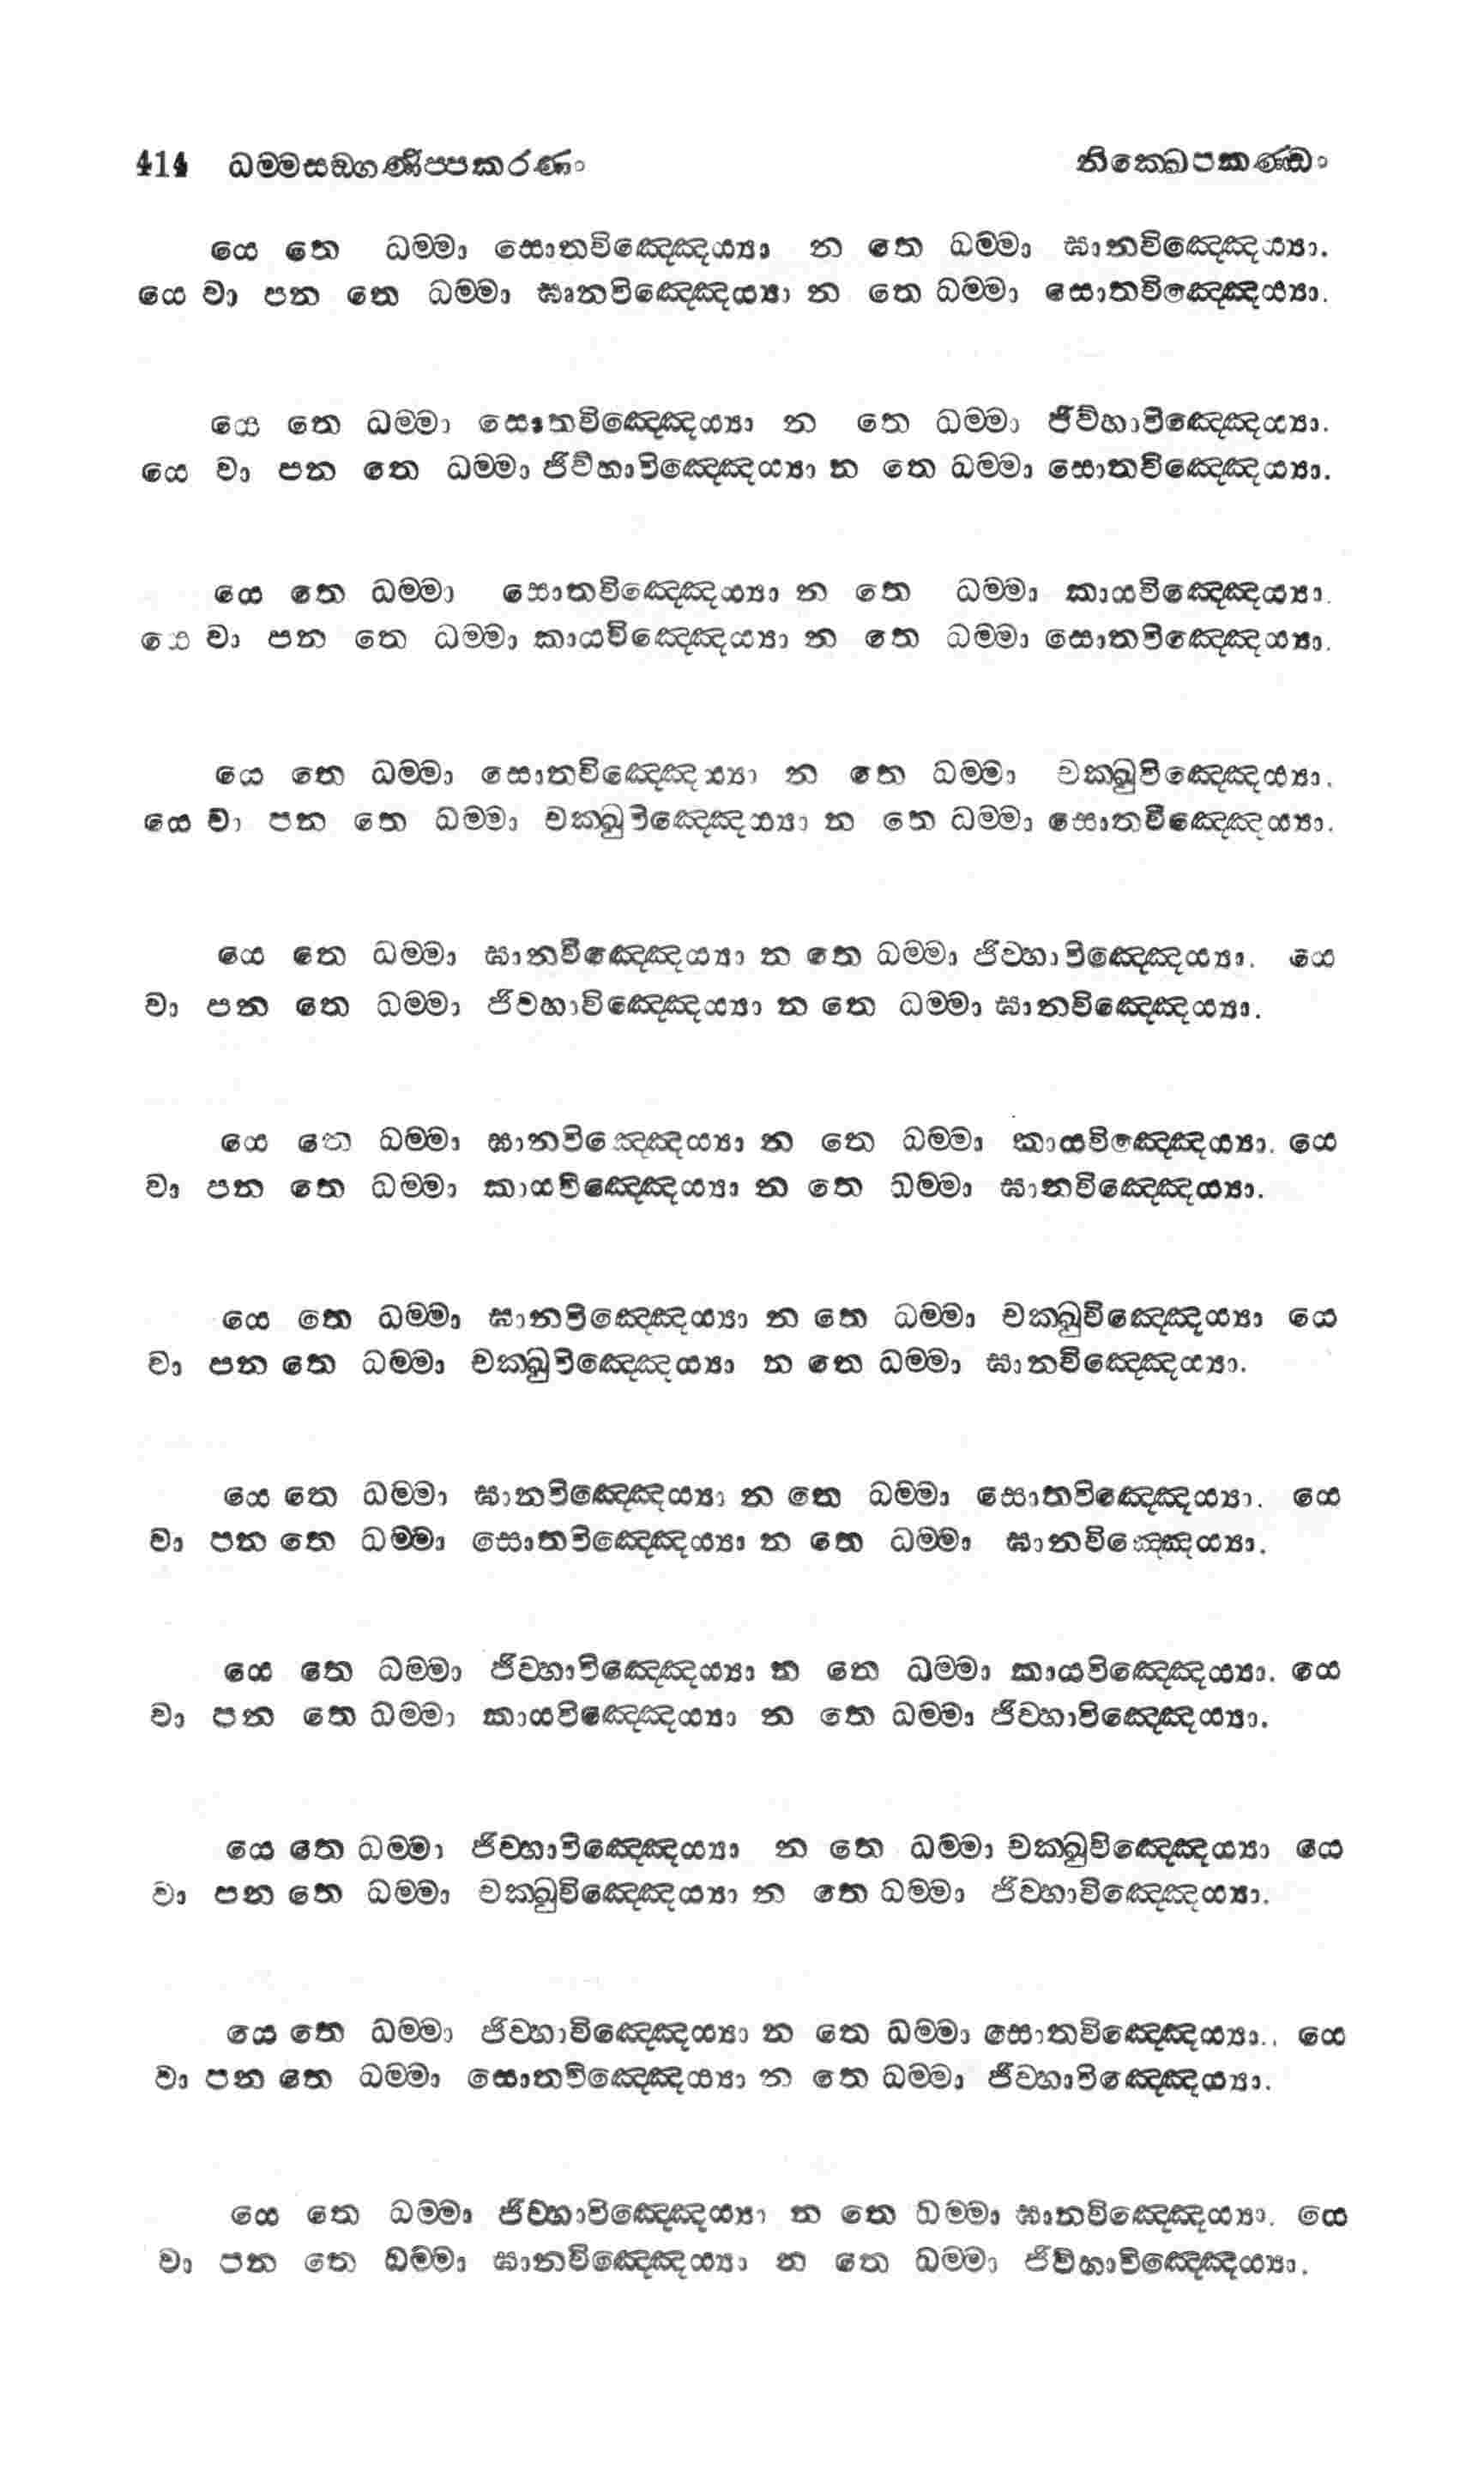 414 ධම්මසඞ්ගණිප්පකරණං නික්ඛෙපකණ්ඩං
යෙ තෙ ධම්මා සොතවිඤ්ඤෙය්‍යා න තෙ ධම්මා ඝානවිඤ්ඤෙය්‍යා.
යෙ වා පන තෙ ධම්මා ඝානවිඤ්ඤෙය්‍යා න තෙ ධම්මා සොතවිඤ්ඤෙය්‍යා.
යෙ තෙ ධම්මා සොතවිඤ්ඤෙය්‍යා න තෙ ධම්මා ජිව්හාවිඤ්ඤෙය්‍යා.
යෙ වා පන තෙ ධම්මා ජිව්හාවිඤ්ඤෙය්‍යා න තෙ ධම්මා සොතවිඤ්ඤෙය්‍යා.
යෙ තෙ ධම්මා සොතවිඤ්ඤෙය්‍යා න තෙ ධම්මා කායවිඤ්ඤෙය්‍යා.
යෙ වා පන තෙ ධම්මා කායවිඤ්ඤෙය්‍යා න තෙ ධම්මා සොතවිඤ්ඤෙය්‍යා.
යෙ තෙ ධම්මා සොතවිඤ්ඤෙය්‍යා න තෙ ධම්මා චක්ඛුවිඤ්ඤෙය්‍යා.
යෙ වා පන තෙ ධම්මා චක්ඛුවිඤ්ඤෙය්‍යා න තෙ ධම්මා සොතවිඤ්ඤෙය්‍යා.
යෙ තෙ ධම්මා ඝානවිඤ්ඤෙය්‍යා න තෙ ධම්මා ජිව්හාවිඤ්ඤෙය්‍යා. යෙ
වා පන තෙ ධම්මා ජිව්හාවිඤ්ඤෙය්‍යා න තෙ ධම්මා ඝානවිඤ්ඤෙය්‍යා.
යෙ තෙ ධම්මා ඝානවිඤ්ඤෙය්‍යා න තෙ ධම්මා කායවිඤ්ඤෙය්‍යා. යෙ
වා පන තෙ ධම්මා කායවිඤ්ඤෙය්‍යා න තෙ ධම්මා ඝානවිඤ්ඤෙය්‍යා.
යෙ තෙ ධම්මා ඝානවිඤ්ඤෙය්‍යා න තෙ ධම්මා චක්ඛුවිඤ්ඤෙය්‍යා යෙ
වා පන තෙ ධම්මා චක්ඛුවිඤ්ඤෙය්‍යා න තෙ ධම්මා ඝානවිඤ්ඤෙය්‍යා.
යෙ තෙ ධම්මා ඝානවිඤ්ඤෙය්‍යා න තෙ ධම්මා සොතවිඤ්ඤෙය්‍යා. යෙ
වා පන තෙ ධම්මා සොතවිඤ්ඤෙය්‍යා න තෙ ධම්මා ඝානවිඤ්ඤෙය්‍යා.
යෙ තෙ ධම්මා ජිව්හාවිඤ්ඤෙය්‍යා න තෙ ධම්මා කායවිඤ්ඤෙය්‍යා. යෙ
වා පන තෙ ධම්මා කායවිඤ්ඤෙය්‍යා න තෙ ධම්මා ජිව්හාවිඤ්ඤෙය්‍යා.
යෙ තෙ ධම්මා ජිව්හාවිඤ්ඤෙය්‍යා න තෙ ධම්මා චක්ඛුවිඤ්ඤෙය්‍යා යෙ
වා පන තෙ ධම්මා චක්ඛුවිඤ්ඤෙය්‍යා න තෙ ධම්මා ජිව්හාවිඤ්ඤෙය්‍යා.
යෙ තෙ ධම්මා ජිව්හාවිඤ්ඤෙය්‍යා න තෙ ධම්මා සොතවිඤ්ඤෙය්‍යා.. යෙ
වා පන තෙ ධම්මා සොතවිඤ්ඤෙය්‍යා න තෙ ධම්මා ජිව්හාවිඤ්ඤෙය්‍යා.
යෙ තෙ ධම්මා ජිව්හාවිඤ්ඤෙය්‍යා න තෙ ධම්මා ඝානවිඤ්ඤෙය්‍යා. යෙ
වා පන තෙ ධම්මා ඝානවිඤ්ඤෙය්‍යා න තෙ ධම්මා ජිව්හාවිඤ්ඤෙය්‍යා.